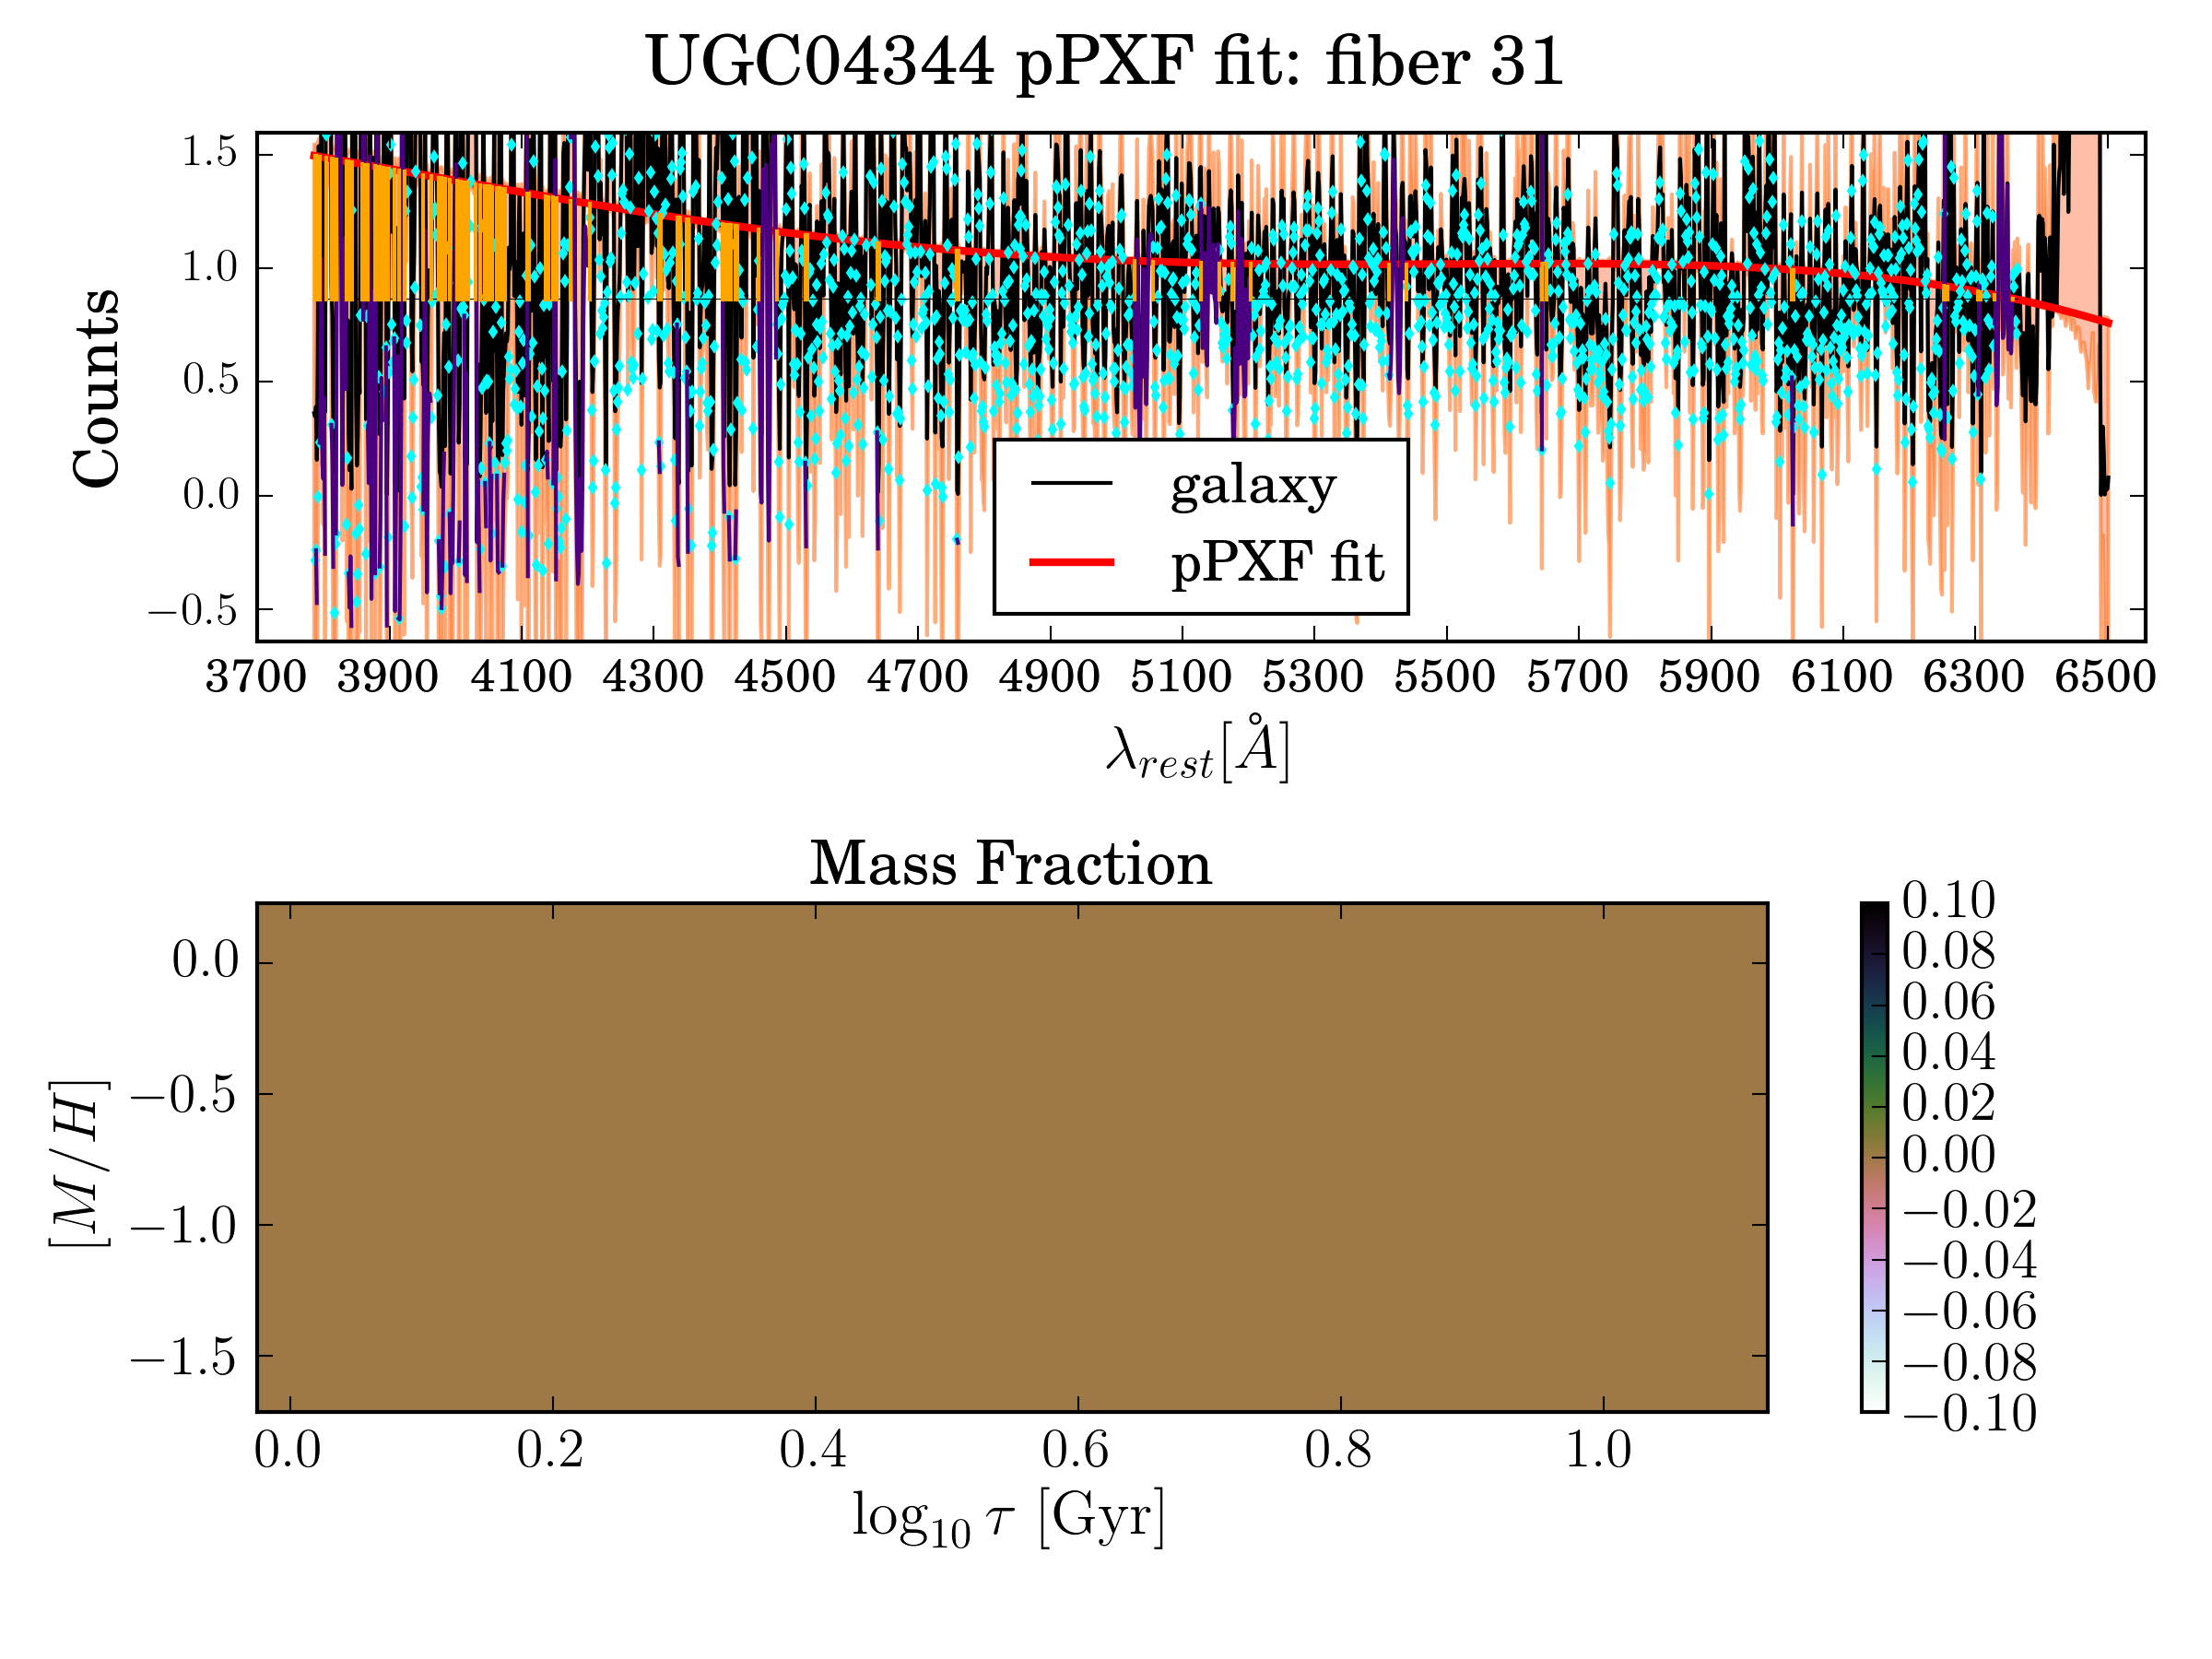 UGC04344 pPXF fit: fiber 31
1.5
1.0
0.5
0.0
−0.5
Counts
galaxy
pPXF fit
3700 3900 4100 4300 4500 4700 4900 5100 5300 5500 5700 5900 6100 6300 6500
λrest[Å]
Mass Fraction
0.0
−0.5
−1.0
−1.5
[M/H]
0.10
0.08
0.06
0.04
0.02
0.00
−0.02
−0.04
−0.06
−0.08
−0.10
0.0 0.2 0.4 0.6 0.8 1.0
log10 τ [Gyr]